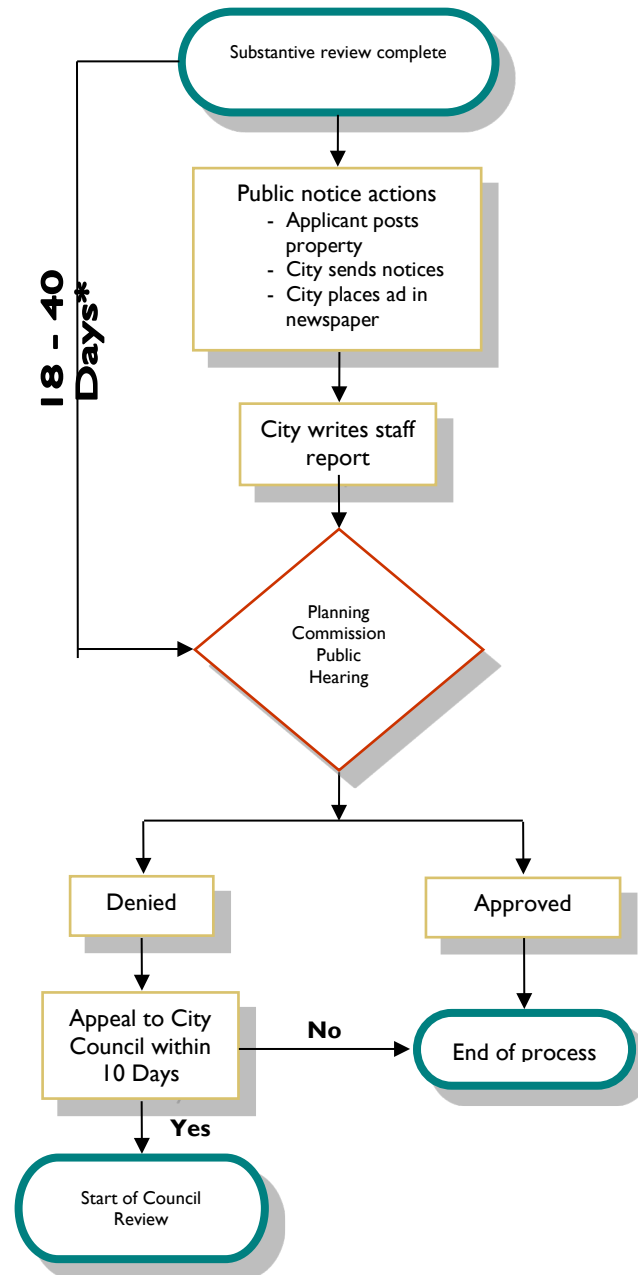 Substantive review complete
Public notice actions
- Applicant posts
property
- City sends notices
- City places ad in
newspaper
18 - 40
Days*
City writes staff
report
Planning
Commission
Public
Hearing
Denied
Approved
Appeal to City
Council within
10 Days
No
End of process
Yes
Start of Council
Review